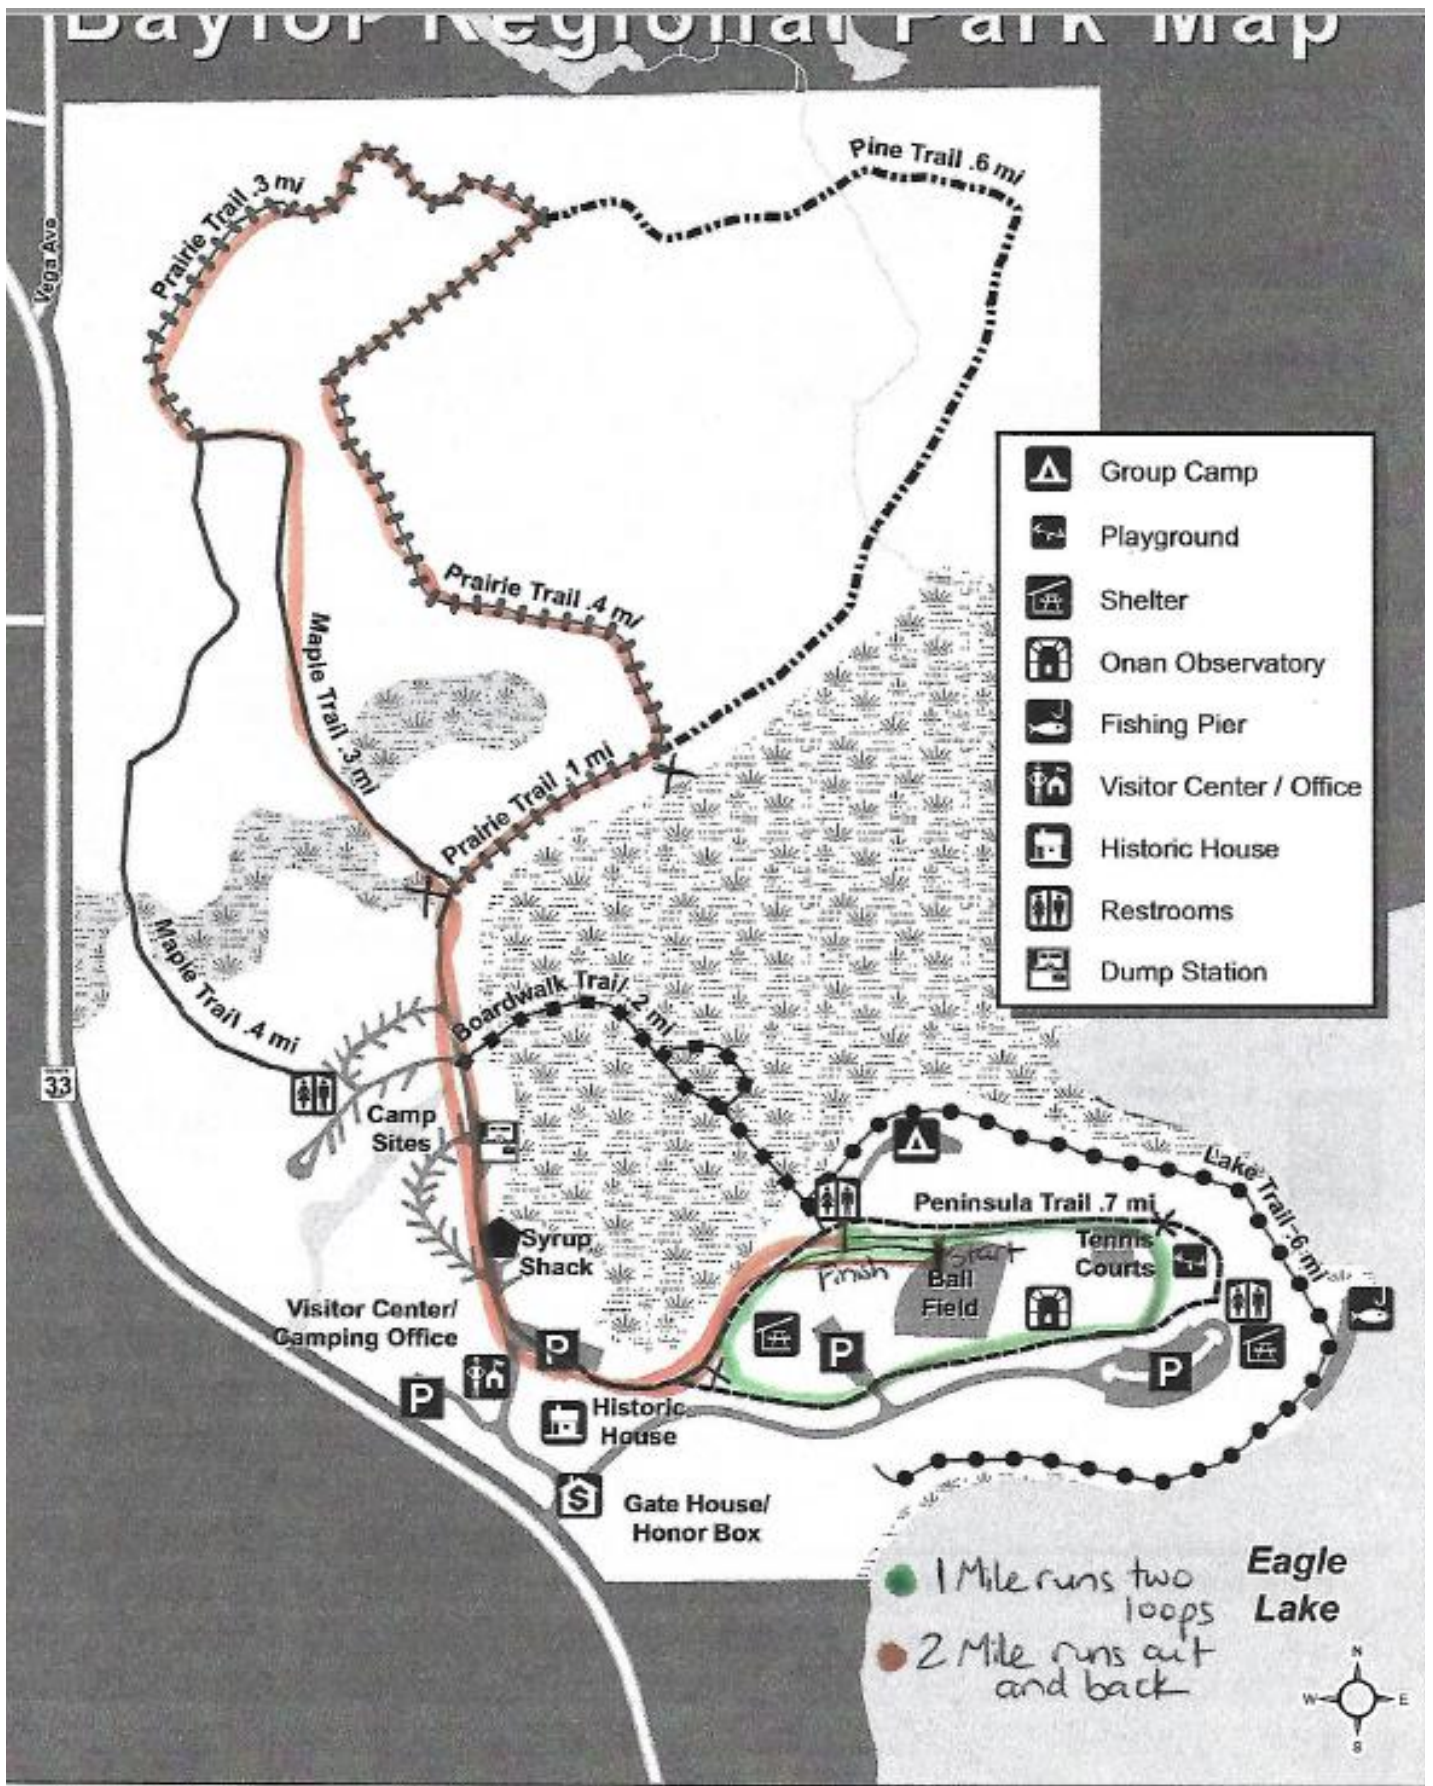 Baylor Regional Park Map
Pine Trail .6 mi
Prairie Trail .3 mi
Vega Ave
Group Camp
Playground
Shelter
Onan Observatory
Fishing Pier
Visitor Center / Office
Historic House
Restrooms
Dump Station
Prairie Trail .4 mi
Maple Trail .3 mi
Prairie Trail .1 mi
Maple Trail .4 mi
Boardwalk Trail .2 mi
33
Camp
Sites
Lake Trail .6 mi
Peninsula Trail .7 mi
Syrup
Shack
Tennis
Courts
Start
Finish
Ball
Field
Visitor Center/
Camping Office
P
P
P
P
Historic
House
$
Gate House/
Honor Box
Eagle
Lake
1 Mile runs two
loops
2 Mile runs out
and back
N
W
E
S